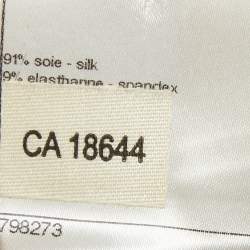 91% soie - silk
9% elasthanne - spandex
CA 18644
798273